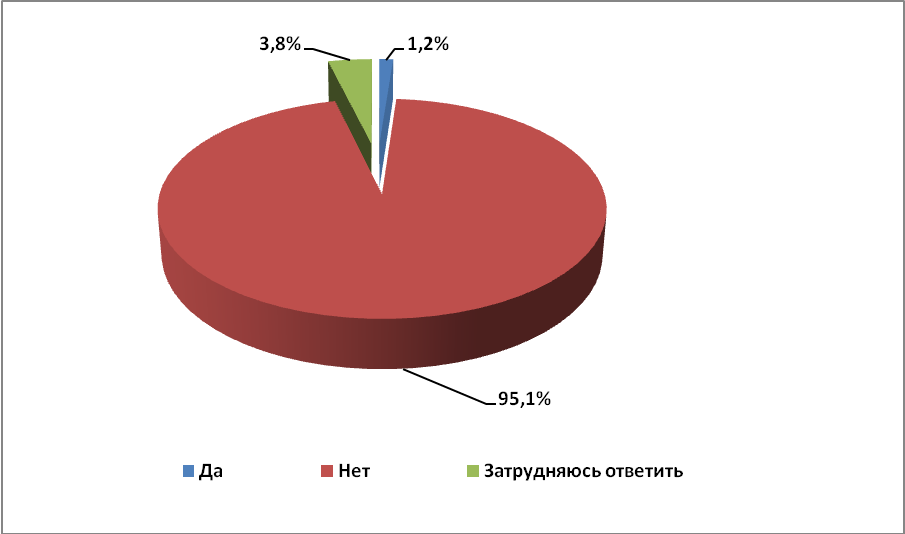 3,8%
1,2%
95,1%
Да
Нет
Затрудняюсь ответить